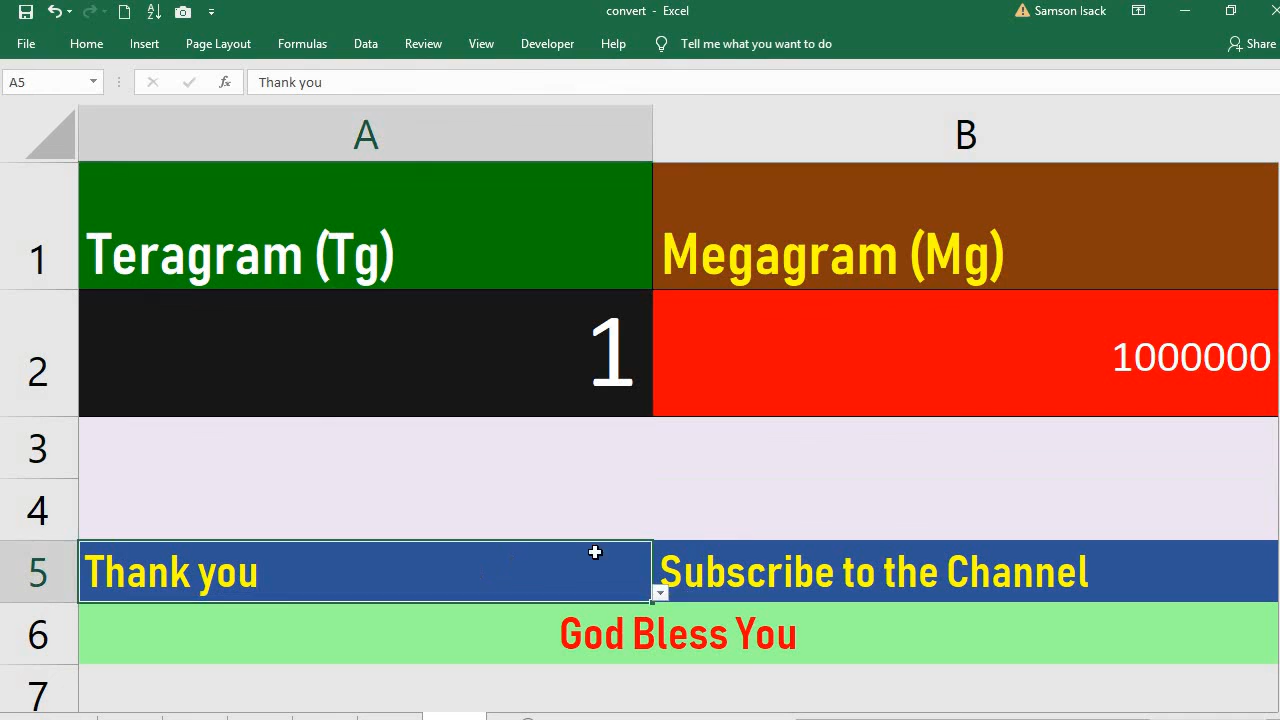 convert - Excel
Samson Isack
File Home Insert Page Layout Formulas Data Review View Developer Help Tell me what you want to do Share
A5 fx Thank you
A B
1 Teragram (Tg) Megagram (Mg)
2 1 1000000
3
4
5 Thank you Subscribe to the Channel
6 God Bless You
7